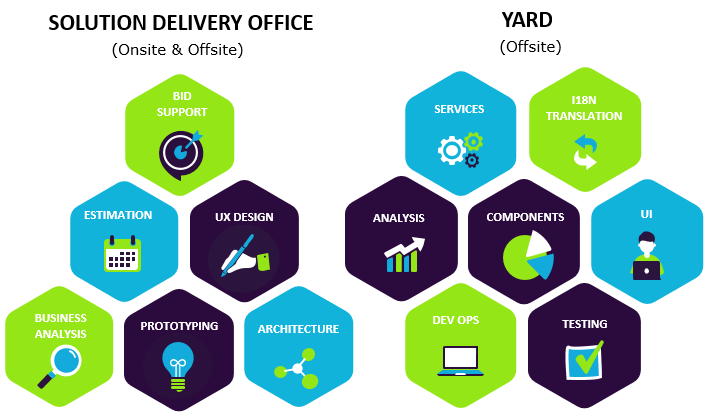 SOLUTION DELIVERY OFFICE
(Onsite & Offsite)
BID
SUPPORT
ESTIMATION
UX DESIGN
BUSINESS
ANALYSIS
PROTOTYPING
ARCHITECTURE
YARD
(Offsite)
SERVICES
I18N
TRANSLATION
ANALYSIS
COMPONENTS
UI
DEV OPS
TESTING